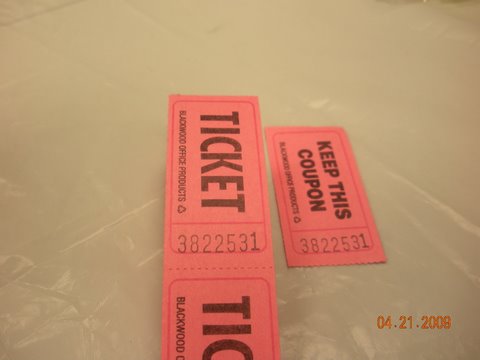 TICKET
BLACKWOOD OFFICE PRODUCTS
3822531
TIC
BLACKWOOD O
KEEP THIS
COUPON
BLACKWOOD OFFICE PRODUCTS
3822531
04.21.2009